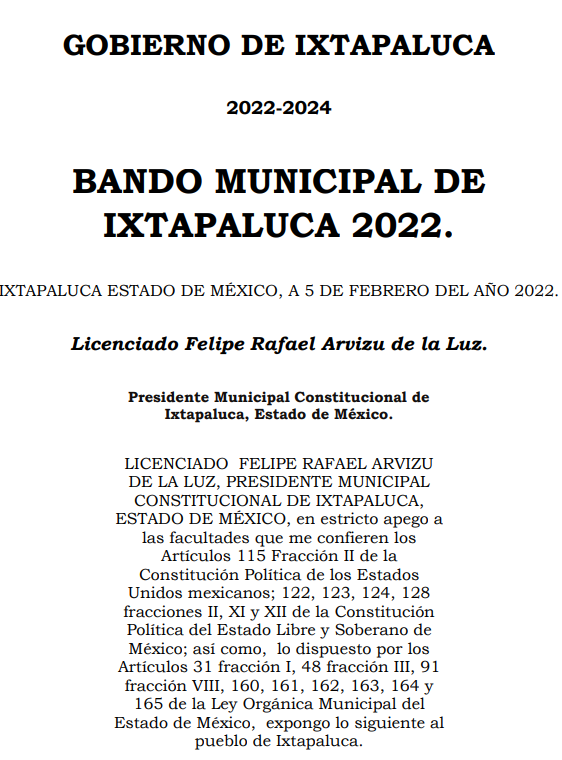 GOBIERNO DE IXTAPALUCA
2022-2024
BANDO MUNICIPAL DE
IXTAPALUCA 2022.
IXTAPALUCA ESTADO DE MÉXICO, A 5 DE FEBRERO DEL AÑO 2022.
Licenciado Felipe Rafael Arvizu de la Luz.
Presidente Municipal Constitucional de
Ixtapaluca, Estado de México.
LICENCIADO FELIPE RAFAEL ARVIZU
DE LA LUZ, PRESIDENTE MUNICIPAL
CONSTITUCIONAL DE IXTAPALUCA,
ESTADO DE MÉXICO, en estricto apego a
las facultades que me confieren los
Artículos 115 Fracción II de la
Constitución Política de los Estados
Unidos mexicanos; 122, 123, 124, 128
fracciones II, XI y XII de la Constitución
Política del Estado Libre y Soberano de
México; así como, lo dispuesto por los
Artículos 31 fracción I, 48 fracción III, 91
fracción VIII, 160, 161, 162, 163, 164 y
165 de la Ley Orgánica Municipal del
Estado de México, expongo lo siguiente al
pueblo de Ixtapaluca.